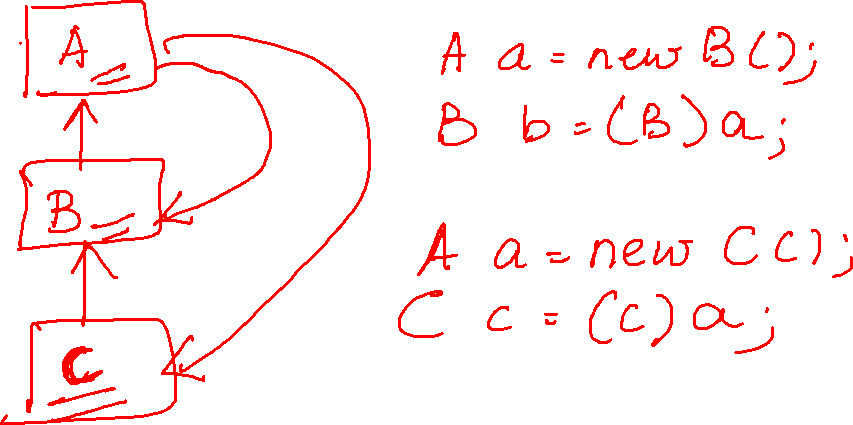 A
B
C
A a = new B();
B b = (B) a;
A a = new C();
C c = (C) a;